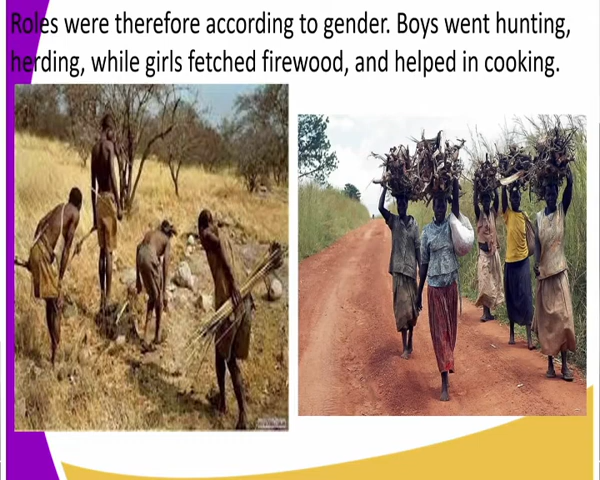 Roles were therefore according to gender. Boys went hunting,
herding, while girls fetched firewood, and helped in cooking.